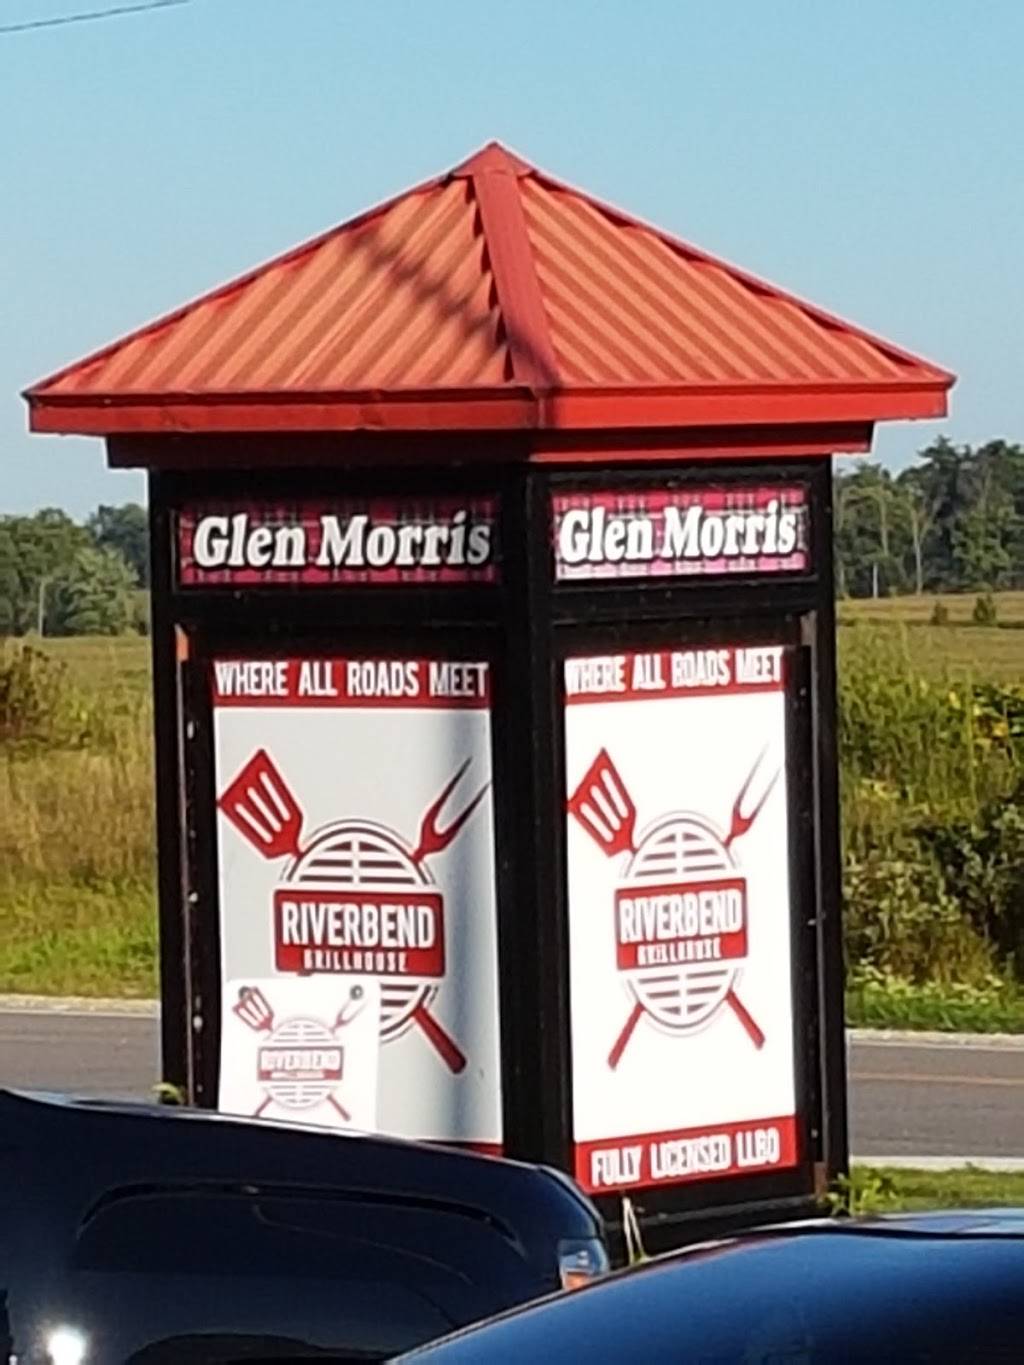 Glen Morris
WHERE ALL ROADS MEET
RIVERBEND
GRILLHOUSE
RIVERBEND
Glen Morris
WHERE ALL ROADS MEET
RIVERBEND
GRILLHOUSE
FULLY LICENSED LLBO